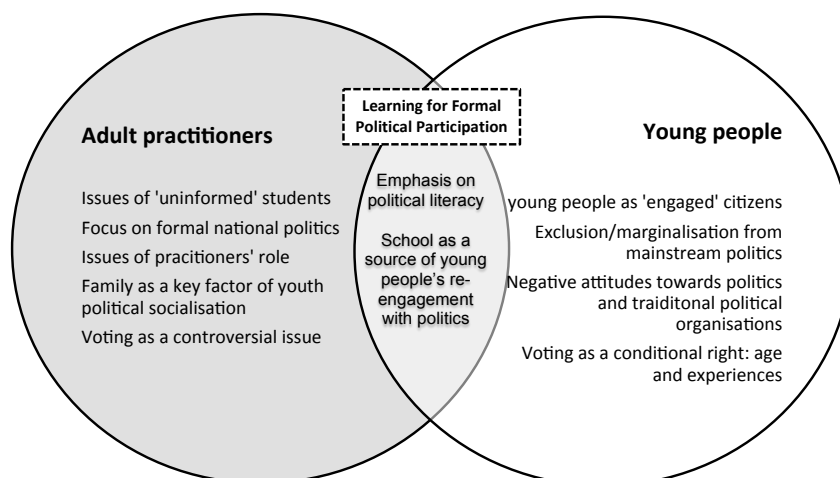 Learning for Formal
Political Participation
Adult practitioners
Issues of 'uninformed' students
Focus on formal national politics
Issues of pracitioners' role
Family as a key factor of youth
political socialisation
Voting as a controversial issue
Emphasis on
political literacy
School as a
source of young
people's re-
engagement
with politics
Young people
young people as 'engaged' citizens
Exclusion/marginalisation from
mainstream politics
Negative attitudes towards politics
and traiditonal political
organisations
Voting as a conditional right: age
and experiences